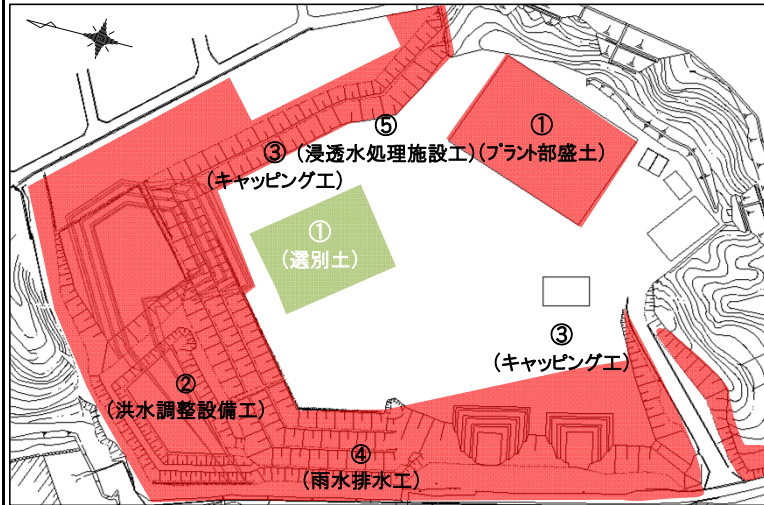 ⑤
①
③ (浸透水処理施設工)(プラント部盛土)
(キャッピング工)
①
(選別土)
③
(キャッピング工)
②
(洪水調整設備工)
④
(雨水排水工)